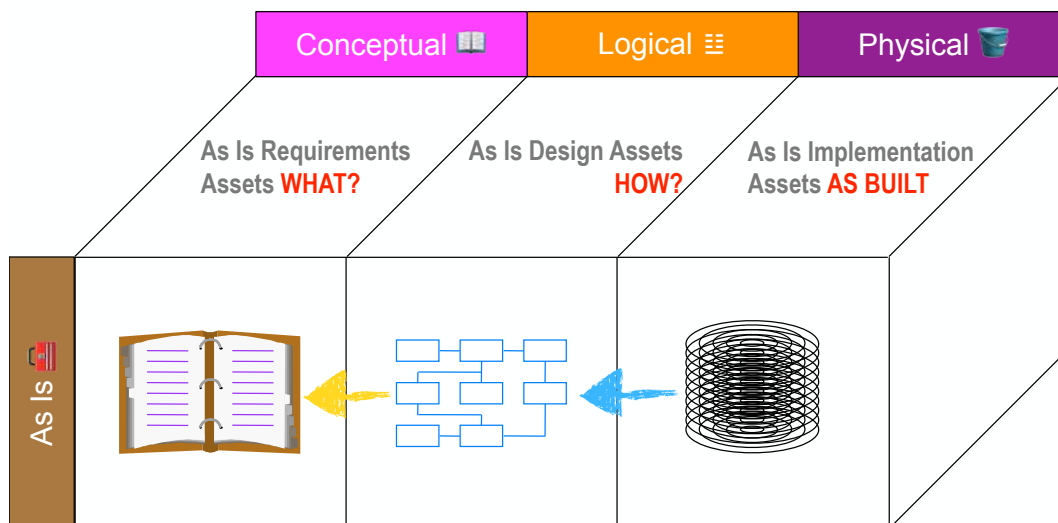 Conceptual
Logical
Physical
As Is Requirements
Assets WHAT?
As Is Design Assets
HOW?
As Is Implementation
Assets AS BUILT
As Is